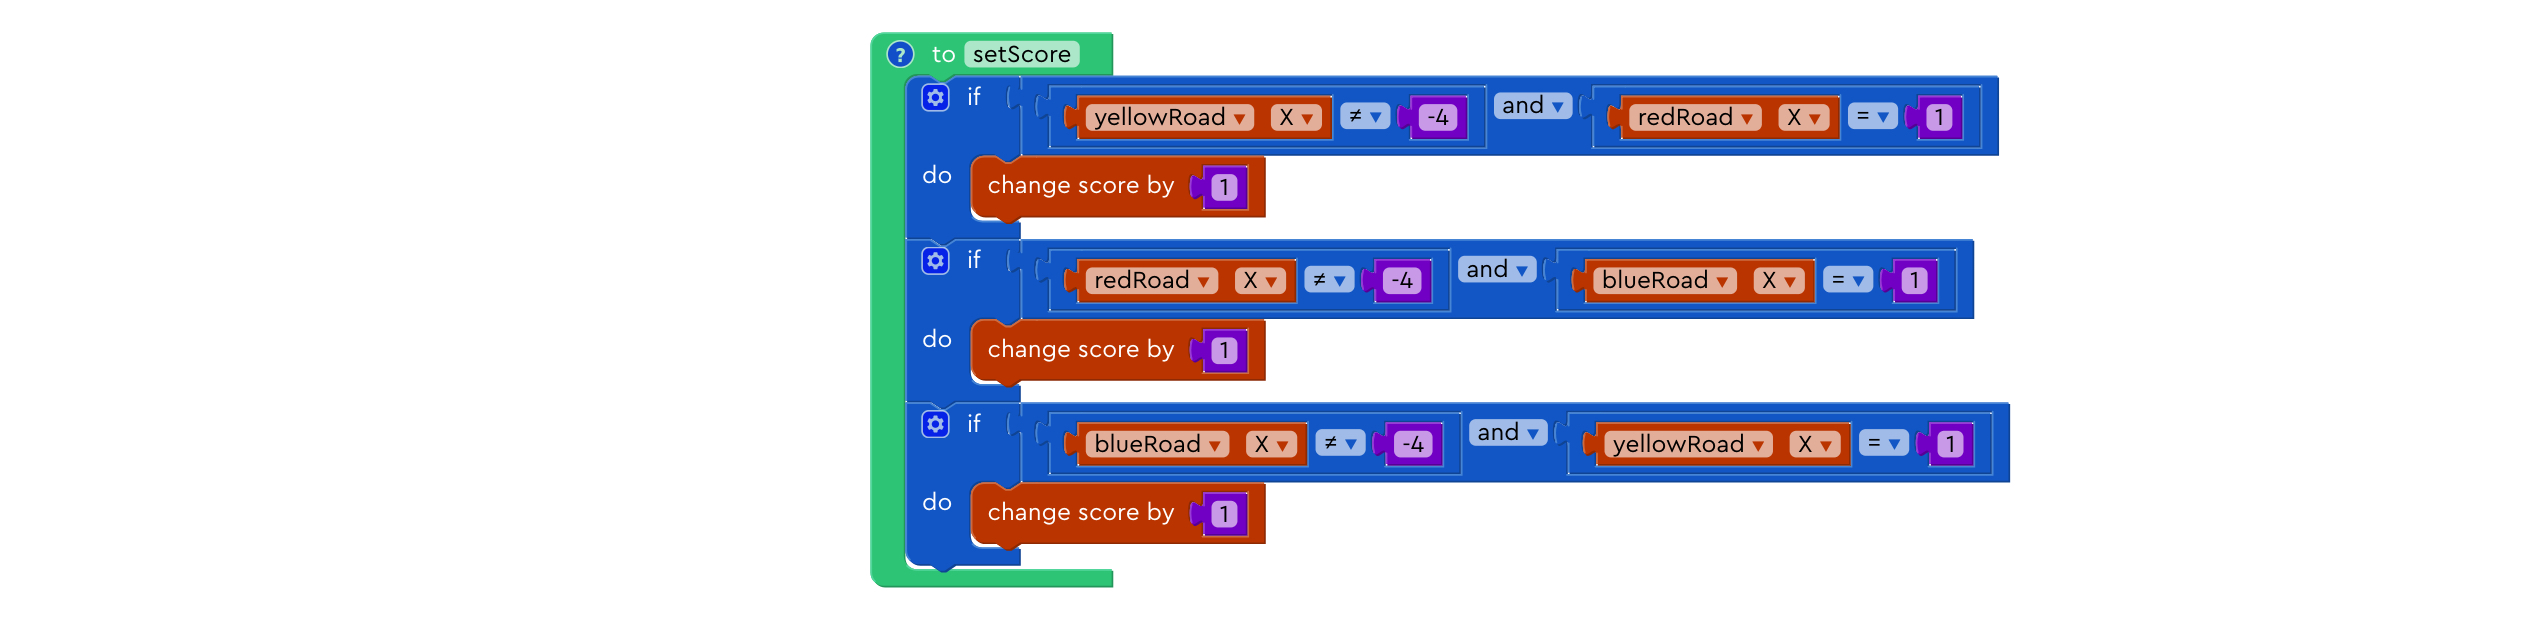 ? to setScore
if yellowRoad X ≠ -4 and redRoad X = 1
do change score by 1
if redRoad X ≠ -4 and blueRoad X = 1
do change score by 1
if blueRoad X ≠ -4 and yellowRoad X = 1
do change score by 1